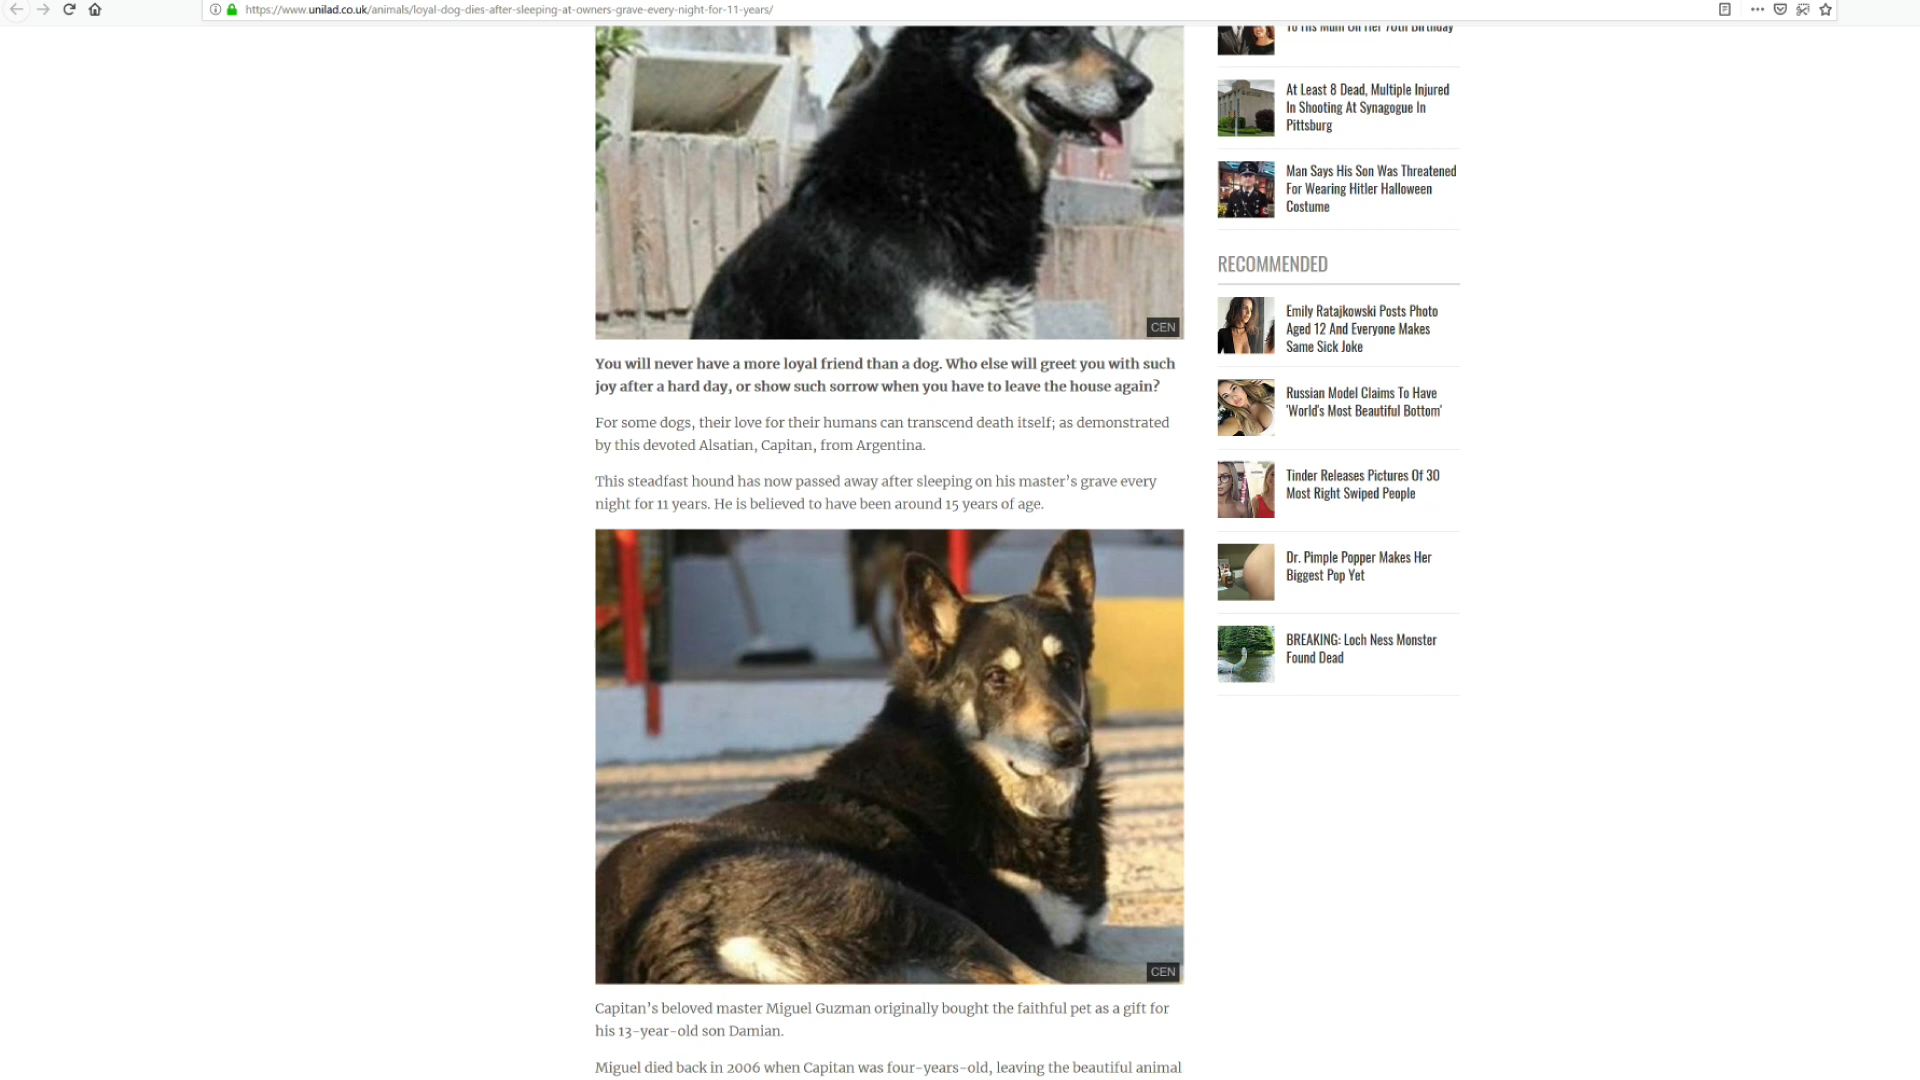 https://www.unilad.co.uk/animals/loyal-dog-dies-after-sleeping-at-owners-grave-every-night-for-11-years/
CEN
You will never have a more loyal friend than a dog. Who else will greet you with such
joy after a hard day, or show such sorrow when you have to leave the house again?
For some dogs, their love for their humans can transcend death itself; as demonstrated
by this devoted Alsatian, Capitan, from Argentina.
This steadfast hound has now passed away after sleeping on his master’s grave every
night for 11 years. He is believed to have been around 15 years of age.
CEN
Capitan’s beloved master Miguel Guzman originally bought the faithful pet as a gift for
his 13-year-old son Damian.
Miguel died back in 2006 when Capitan was four-years-old, leaving the beautiful animal
To His Mum On Her 70th Birthday
At Least 8 Dead, Multiple Injured
In Shooting At Synagogue In
Pittsburg
Man Says His Son Was Threatened
For Wearing Hitler Halloween
Costume
RECOMMENDED
Emily Ratajkowski Posts Photo
Aged 12 And Everyone Makes
Same Sick Joke
Russian Model Claims To Have
'World's Most Beautiful Bottom'
Tinder Releases Pictures Of 30
Most Right Swiped People
Dr. Pimple Popper Makes Her
Biggest Pop Yet
BREAKING: Loch Ness Monster
Found Dead